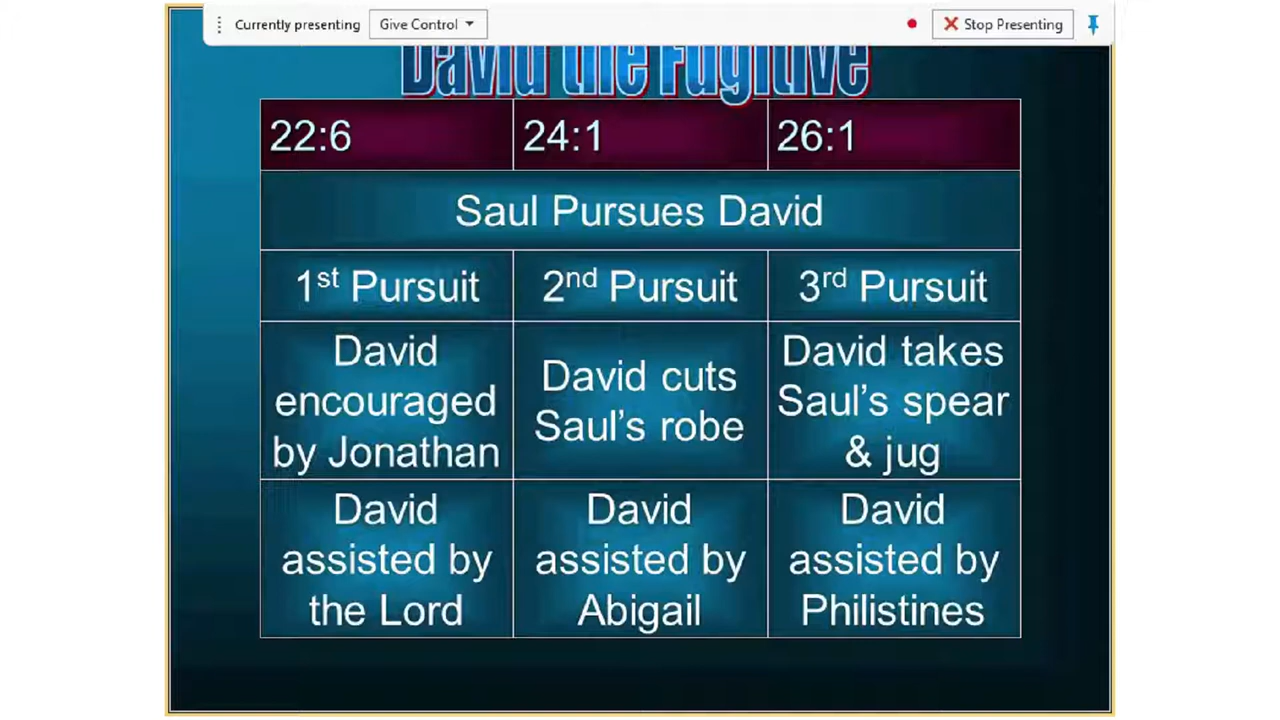 Currently presenting Give Control Stop Presenting
David the Fugitive
22:6 24:1 26:1
Saul Pursues David
1st Pursuit 2nd Pursuit 3rd Pursuit
David
encouraged
by Jonathan
David cuts
Saul’s robe
David takes
Saul’s spear
& jug
David
assisted by
the Lord
David
assisted by
Abigail
David
assisted by
Philistines